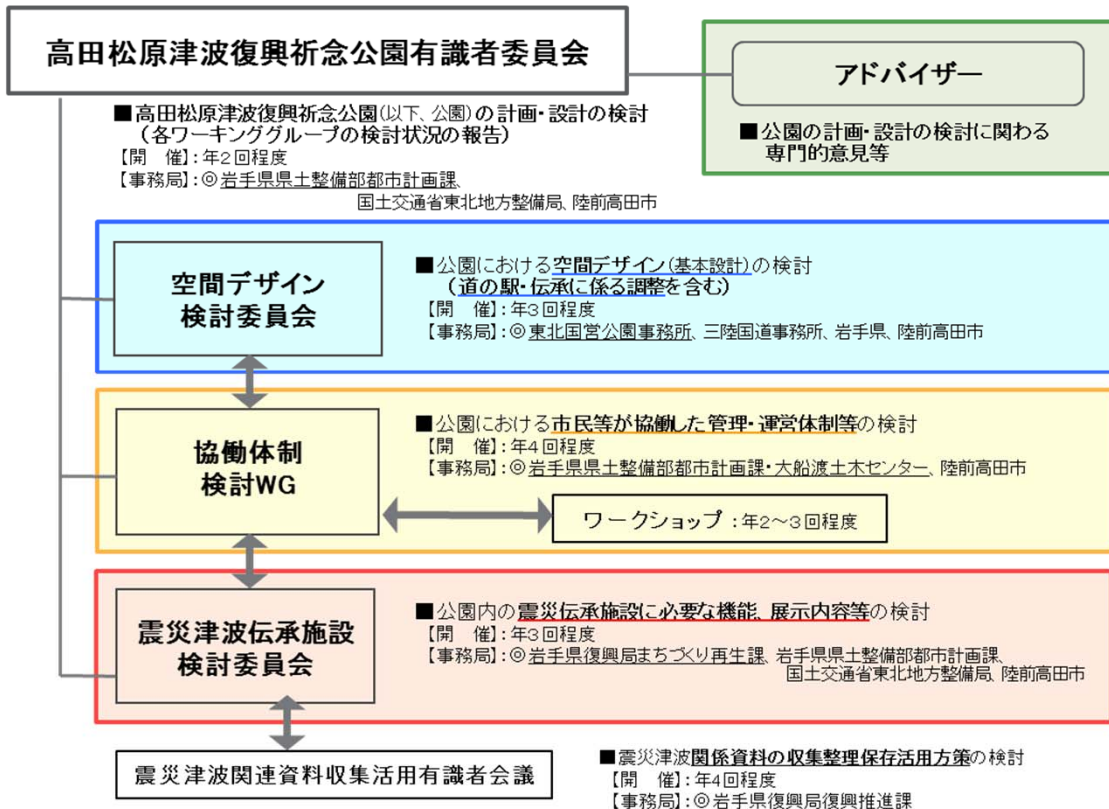 高田松原津波復興祈念公園有識者委員会
アドバイザー
■公園の計画・設計の検討に関わる
専門的意見等
■高田松原津波復興祈念公園(以下、公園)の計画・設計の検討
(各ワーキンググループの検討状況の報告)
【開　催】:年2回程度
【事務局】:◎岩手県県土整備部都市計画課、
国土交通省東北地方整備局、陸前高田市
空間デザイン
検討委員会
■公園における空間デザイン(基本設計)の検討
(道の駅・伝承に係る調整を含む)
【開　催】:年3回程度
【事務局】:◎東北国営公園事務所、三陸国道事務所、岩手県、陸前高田市
協働体制
検討WG
■公園における市民等が協働した管理・運営体制等の検討
【開　催】:年4回程度
【事務局】:◎岩手県県土整備部都市計画課・大船渡土木センター、陸前高田市
ワークショップ:年2～3回程度
震災津波伝承施設
検討委員会
■公園内の震災伝承施設に必要な機能、展示内容等の検討
【開　催】:年3回程度
【事務局】:◎岩手県復興局まちづくり再生課、岩手県県土整備部都市計画課、
国土交通省東北地方整備局、陸前高田市
震災津波関連資料収集活用有識者会議
■震災津波関係資料の収集整理保存活用方策の検討
【開　催】:年4回程度
【事務局】:◎岩手県復興局復興推進課